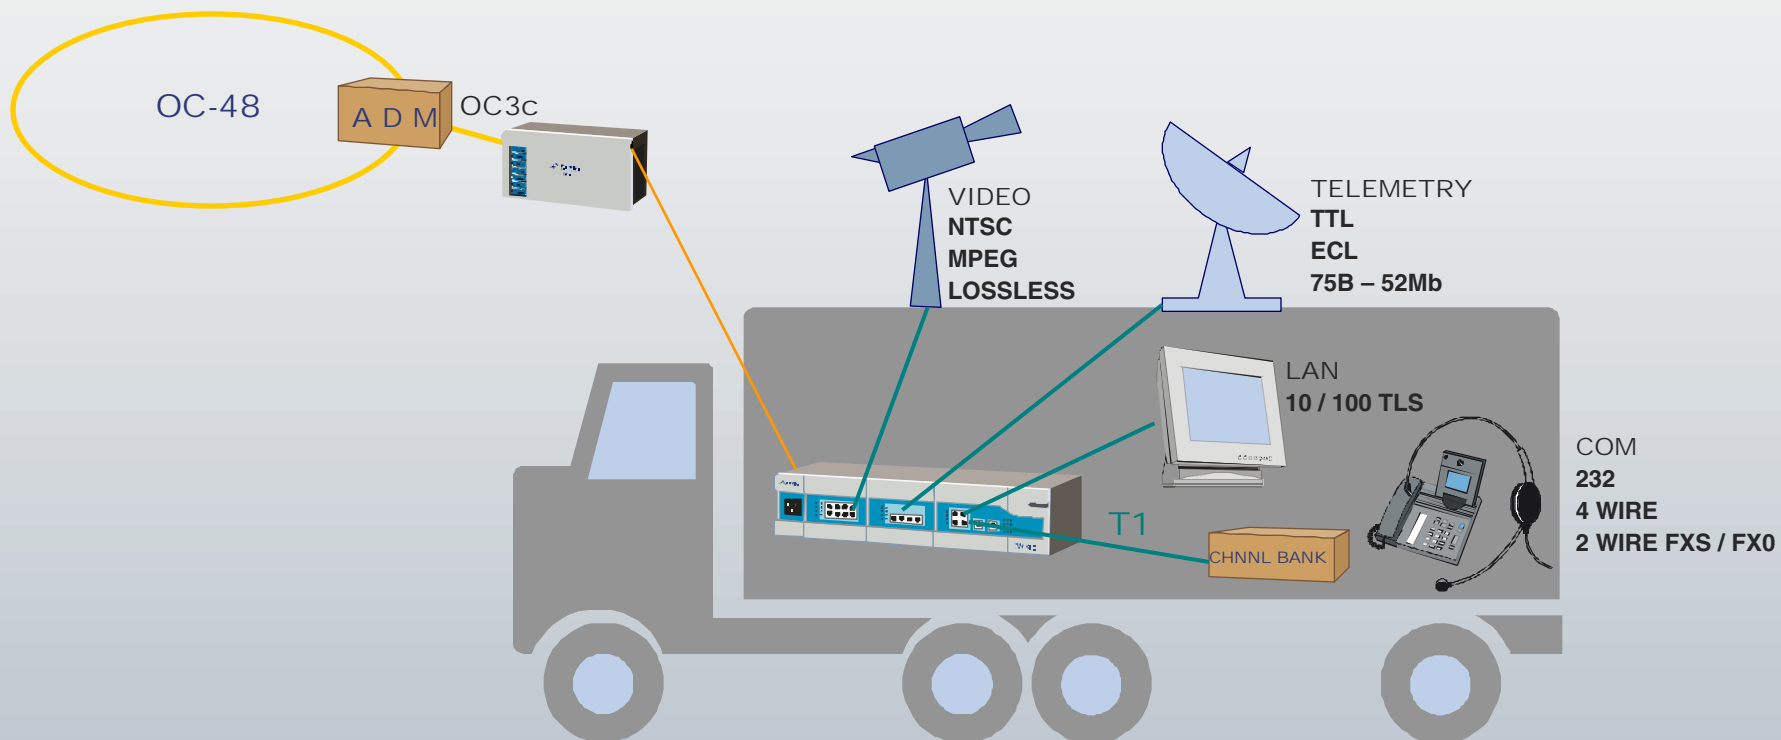 OC-48
A D M
OC3c
VIDEO
NTSC
MPEG
LOSSLESS
TELEMETRY
TTL
ECL
75B – 52Mb
LAN
10 / 100 TLS
COM
232
4 WIRE
2 WIRE FXS / FX0
T1
CHNNL BANK